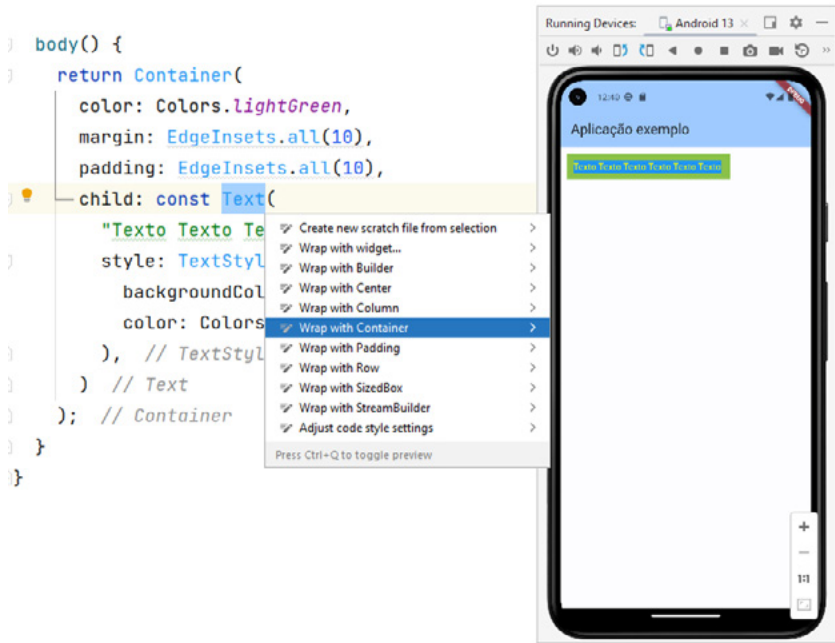 body() {
return Container(
color: Colors.lightGreen,
margin: EdgeInsets.all(10),
padding: EdgeInsets.all(10),
child: const Text(
"Texto Texto Te
style: TextStyl
backgroundCol
color: Colors
), // TextStyl
) // Text
); // Container
}
}
Create new scratch file from selection
Wrap with widget...
Wrap with Builder
Wrap with Center
Wrap with Column
Wrap with Container
Wrap with Padding
Wrap with Row
Wrap with SizedBox
Wrap with StreamBuilder
Adjust code style settings
Press Ctrl+Q to toggle preview
Running Devices: Android 13
12:40
DEBUG
Aplicação exemplo
Texto Texto Texto Texto Texto Texto
1:1